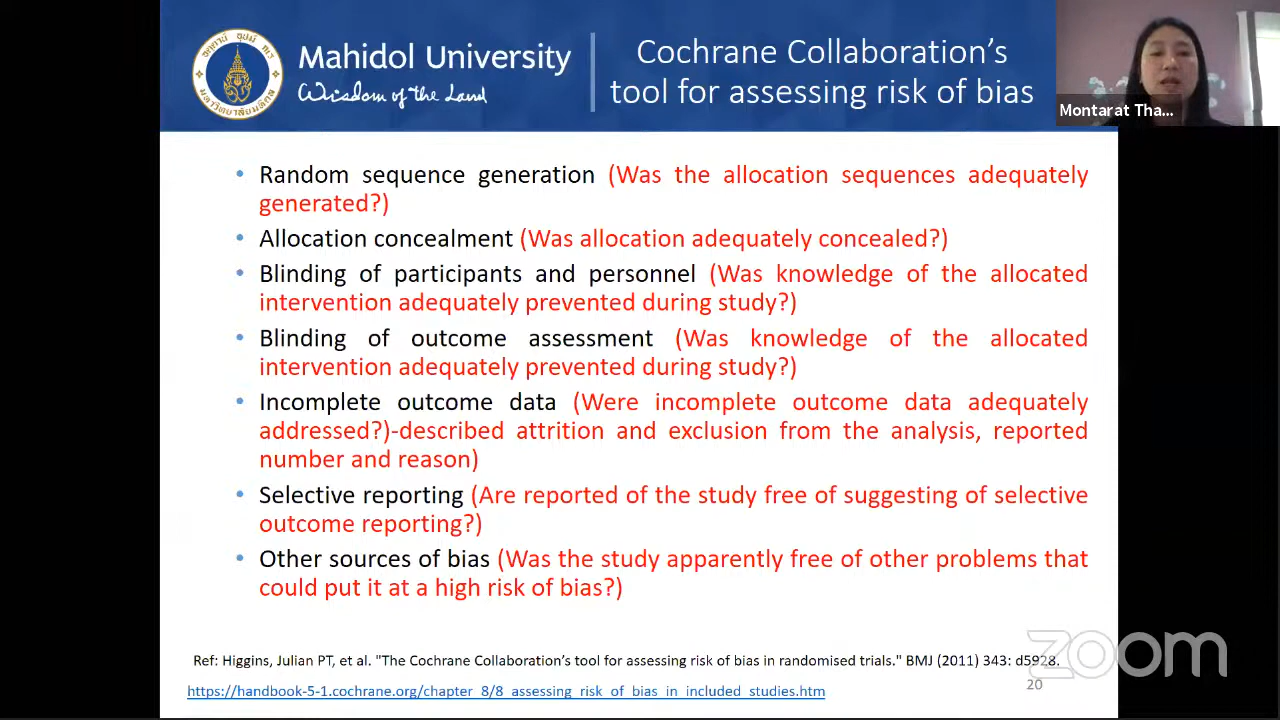 Mahidol University
Wisdom of the Land
Cochrane Collaboration's
tool for assessing risk of bias
Montarat Tha...
• Random sequence generation (Was the allocation sequences adequately
generated?)
• Allocation concealment (Was allocation adequately concealed?)
• Blinding of participants and personnel (Was knowledge of the allocated
intervention adequately prevented during study?)
• Blinding of outcome assessment (Was knowledge of the allocated
intervention adequately prevented during study?)
• Incomplete outcome data (Were incomplete outcome data adequately
addressed?)-described attrition and exclusion from the analysis, reported
number and reason)
• Selective reporting (Are reported of the study free of suggesting of selective
outcome reporting?)
• Other sources of bias (Was the study apparently free of other problems that
could put it at a high risk of bias?)
Ref: Higgins, Julian PT, et al. "The Cochrane Collaboration's tool for assessing risk of bias in randomised trials." BMJ (2011) 343: d5928.
https://handbook-5-1.cochrane.org/chapter_8/8_assessing_risk_of_bias_in_included_studies.htm
20
zoom